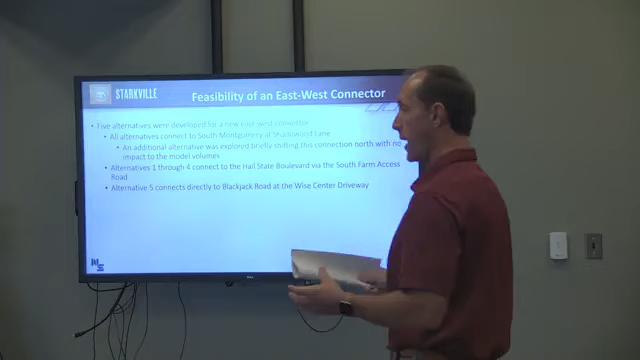 STARKVILLE
Feasibility of an East-West Connector
• Five alternatives were developed for a new east-west connector
• All alternatives connect to South Montgomery at Shadowood Lane
• An additional alternative was explored briefly shifting this connection north with no
impact to the model volumes
• Alternatives 1 through 4 connect to the Hail State Boulevard via the South Farm Access
Road
• Alternative 5 connects directly to Blackjack Road at the Wise Center Driveway